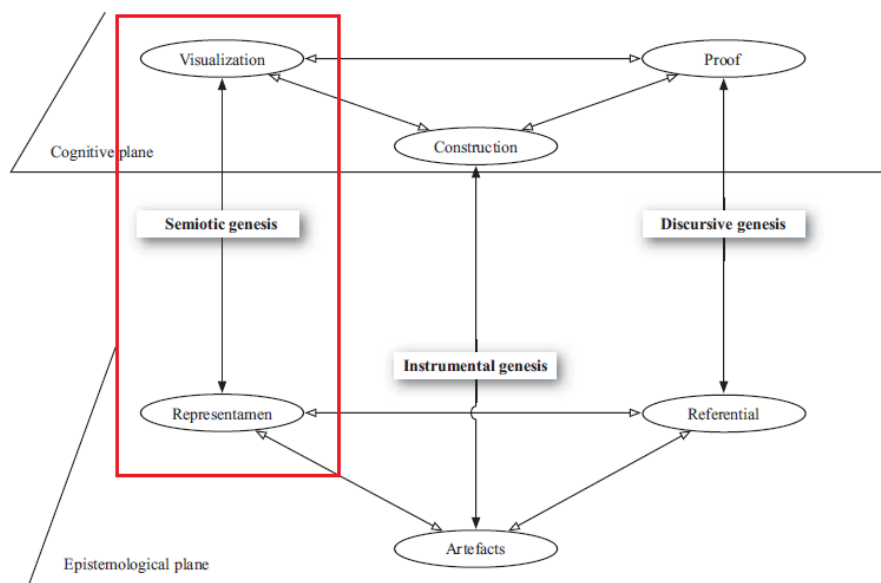 Visualization
Proof
Construction
Cognitive plane
Semiotic genesis
Discursive genesis
Instrumental genesis
Representamen
Referential
Artefacts
Epistemological plane